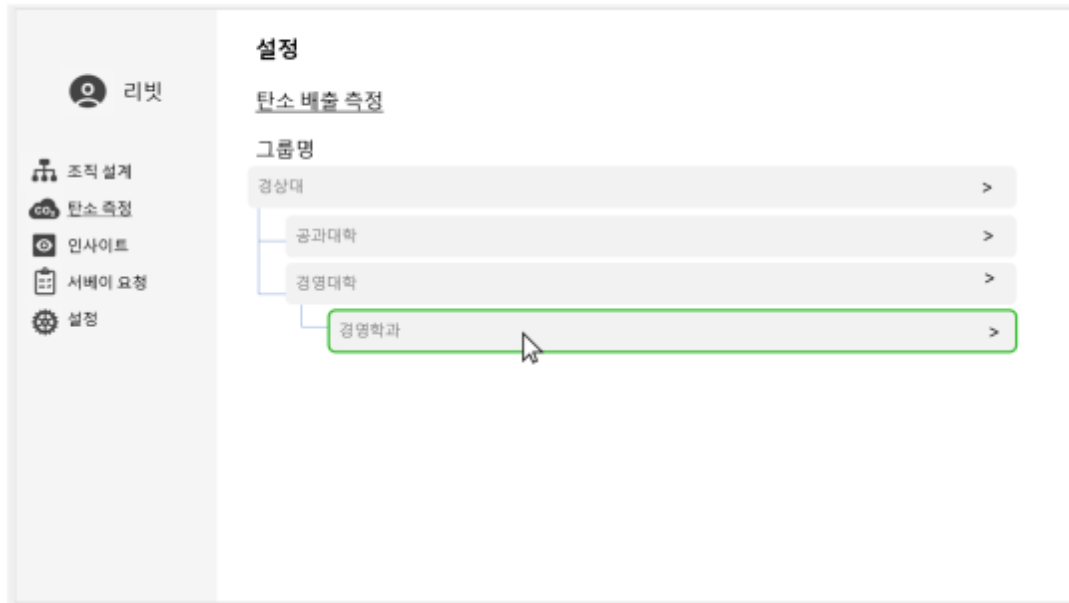 리빗
조직 설계
CO₂
탄소 측정
인사이트
서베이 요청
설정
설정
탄소 배출 측정
그룹명
경상대 >
공과대학 >
경영대학 >
경영학과 >